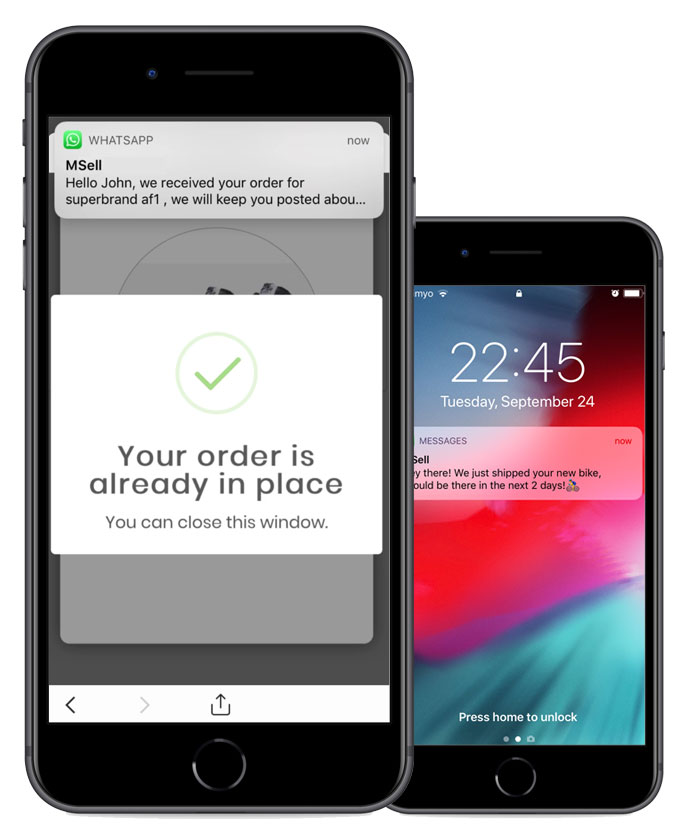 WHATSAPP now
MSell
Hello John, we received your order for
superbrand af1 , we will keep you posted abou...
Your order is
already in place
You can close this window.
myo
22:45
Tuesday, September 24
MESSAGES now
Sell
ey there! We just shipped your new bike,
ould be there in the next 2 days!🚴
Press home to unlock